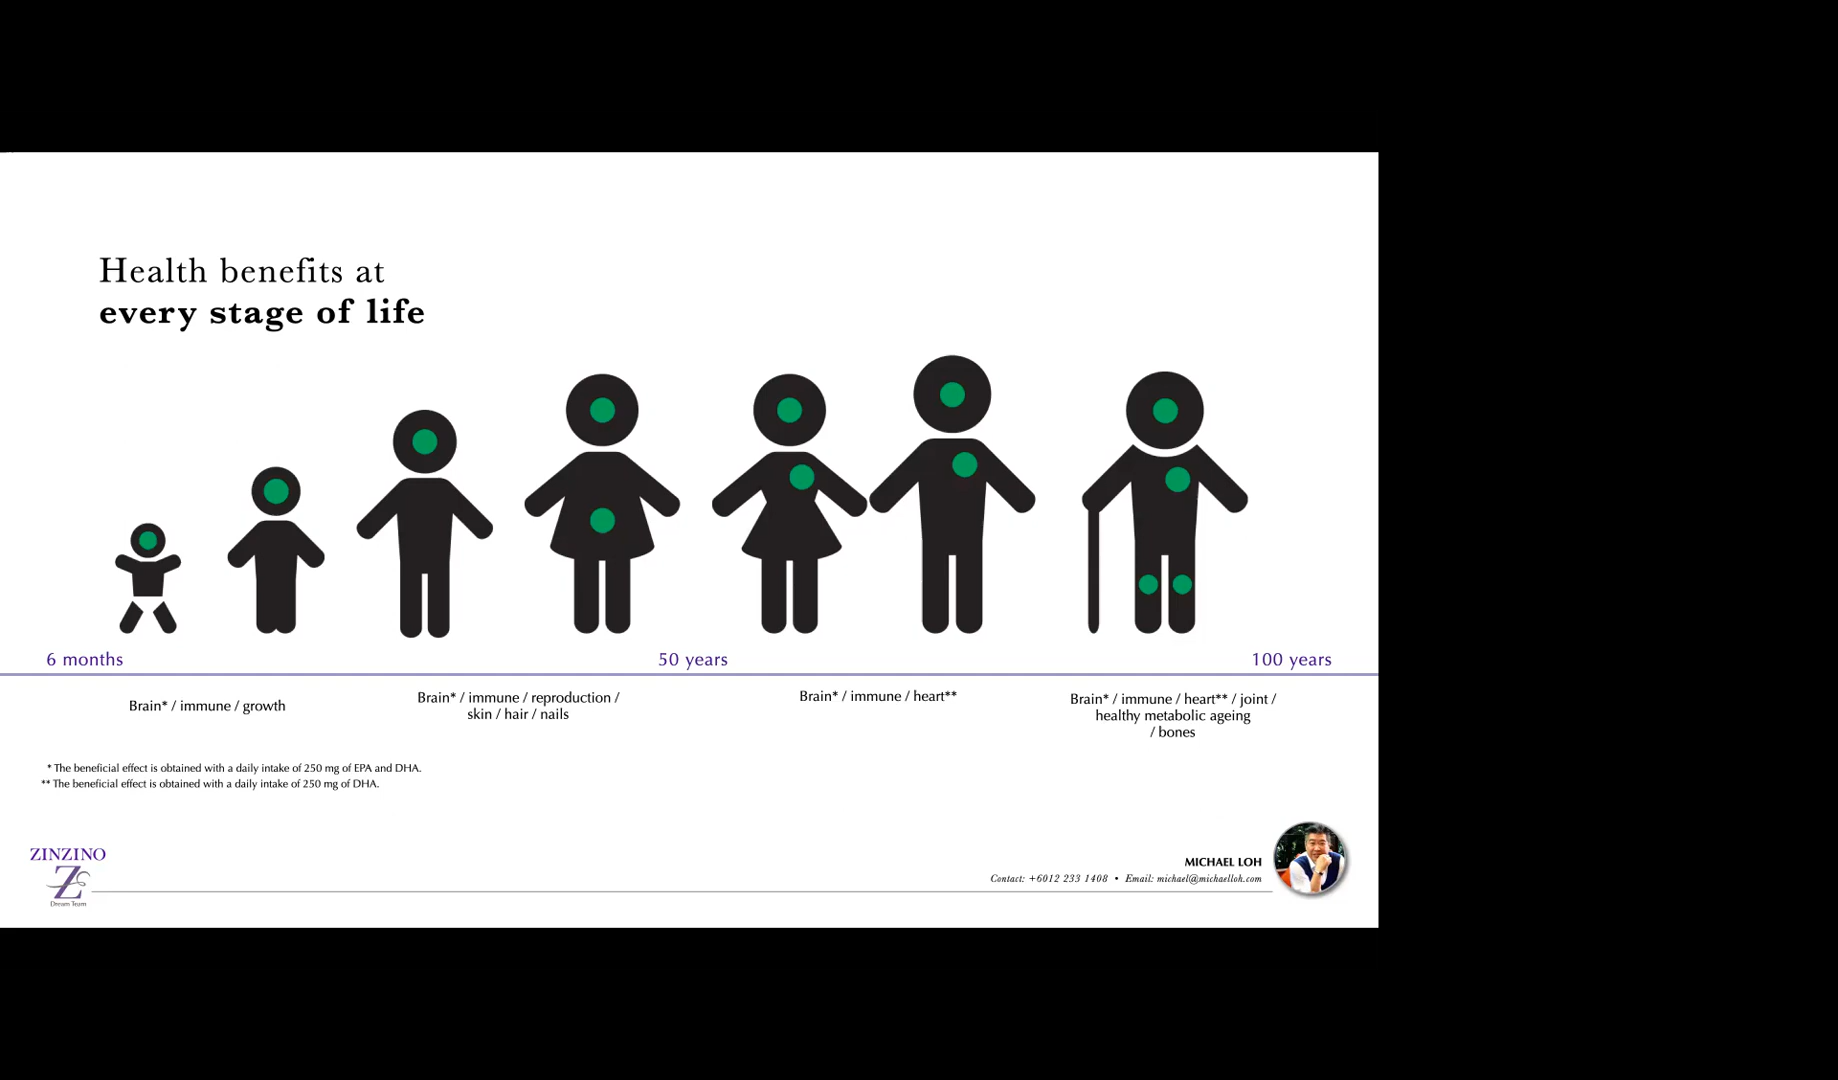 Health benefits at
every stage of life
6 months
50 years
100 years
Brain* / immune / growth
Brain* / immune / reproduction /
skin / hair / nails
Brain* / immune / heart**
Brain* / immune / heart** / joint /
healthy metabolic ageing
/ bones
* The beneficial effect is obtained with a daily intake of 250 mg of EPA and DHA.
** The beneficial effect is obtained with a daily intake of 250 mg of DHA.
ZINZINO
Z
Dream Team
MICHAEL LOH
Contact: +6012 233 1408 • Email: michael@michaelloh.com